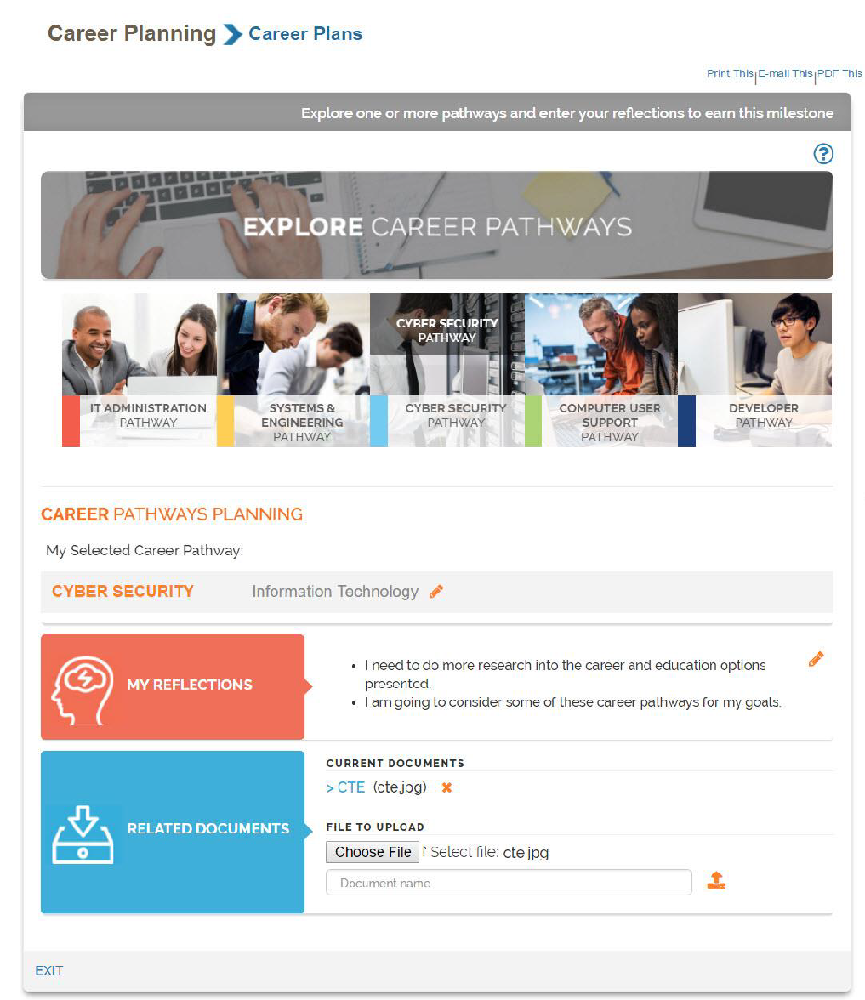 Career Planning Career Plans
Print This|E-mail This|PDF This
Explore one or more pathways and enter your reflections to earn this milestone
?
EXPLORE CAREER PATHWAYS
CYBER SECURITY
PATHWAY
IT ADMINISTRATION
PATHWAY
SYSTEMS &
ENGINEERING
PATHWAY
CYBER SECURITY
PATHWAY
COMPUTER USER
SUPPORT
PATHWAY
DEVELOPER
PATHWAY
CAREER PATHWAYS PLANNING
My Selected Career Pathway:
CYBER SECURITY Information Technology
MY REFLECTIONS
• I need to do more research into the career and education options
presented.
• I am going to consider some of these career pathways for my goals.
RELATED DOCUMENTS
CURRENT DOCUMENTS
> CTE (cte.jpg)
FILE TO UPLOAD
Choose File Select file: cte.jpg
Document name
EXIT